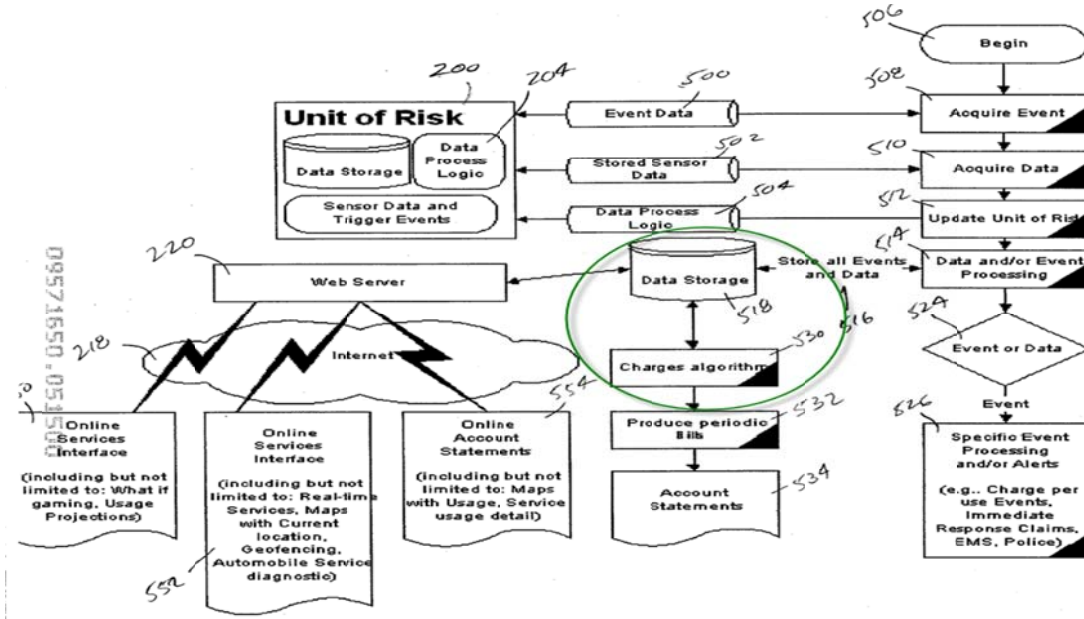 506
Begin
200
204
500
508
Unit of Risk
Event Data
Acquire Event
Data
Process
Logic
Data Storage
502
510
Stored Sensor
Data
Acquire Data
Sensor Data and
Trigger Events
504
512
Data Process
Logic
Update Unit of Risk
220
514
Web Server
Data Storage
Store all Events
and Data
Data and/or Event
Processing
518
516
524
09571650.051500
218
Internet
530
Charges algorithm
Event or Data
554
532
Event
Online
Services
Interface
(including but not
limited to: What if
gaming, Usage
Projections)
Online
Services
Interface
(including but not
limited to: Real-time
Services, Maps
with Current
location,
Geofencing,
Automobile Service
diagnostic)
552
Online
Account
Statements
(including but not
limited to: Maps
with Usage, Service
usage detail)
Produce periodic
Bills
534
Account
Statements
526
Specific Event
Processing
and/or Alerts
(e.g.. Charge per
use Events,
Immediate
Response Claims,
EMS, Police)